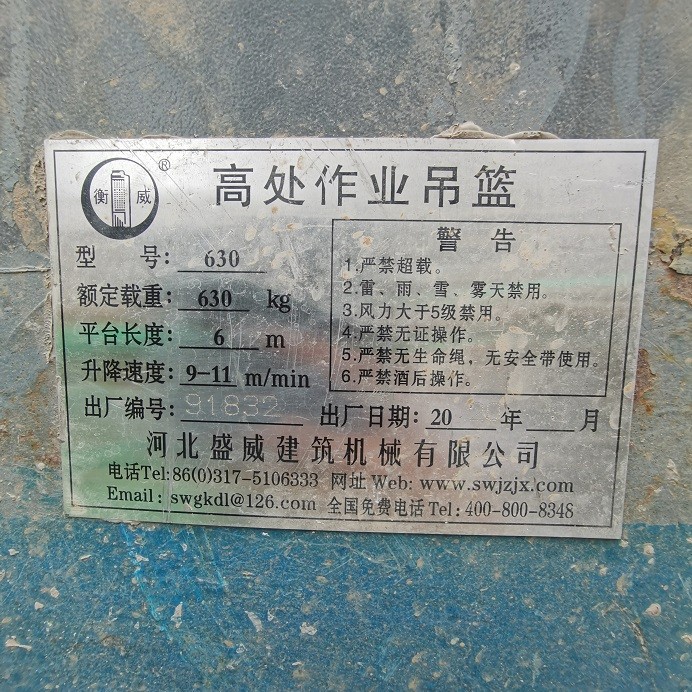 衡 威 ®
高处作业吊篮
型 号: 630
额定载重: 630 kg
平台长度: 6 m
升降速度: 9-11 m/min
警 告
1.严禁超载。
2.雷、雨、雪、雾天禁用。
3.风力大于5级禁用。
4.严禁无证操作。
5.严禁无生命绳，无安全带使用。
6.严禁酒后操作。
出厂编号: 91832 出厂日期: 20 年 月
河北盛威建筑机械有限公司
电话Tel:86(0)317-5106333 网址Web: www.swjzjx.com
Email: swgkdl@126.com 全国免费电话Tel:400-800-8348